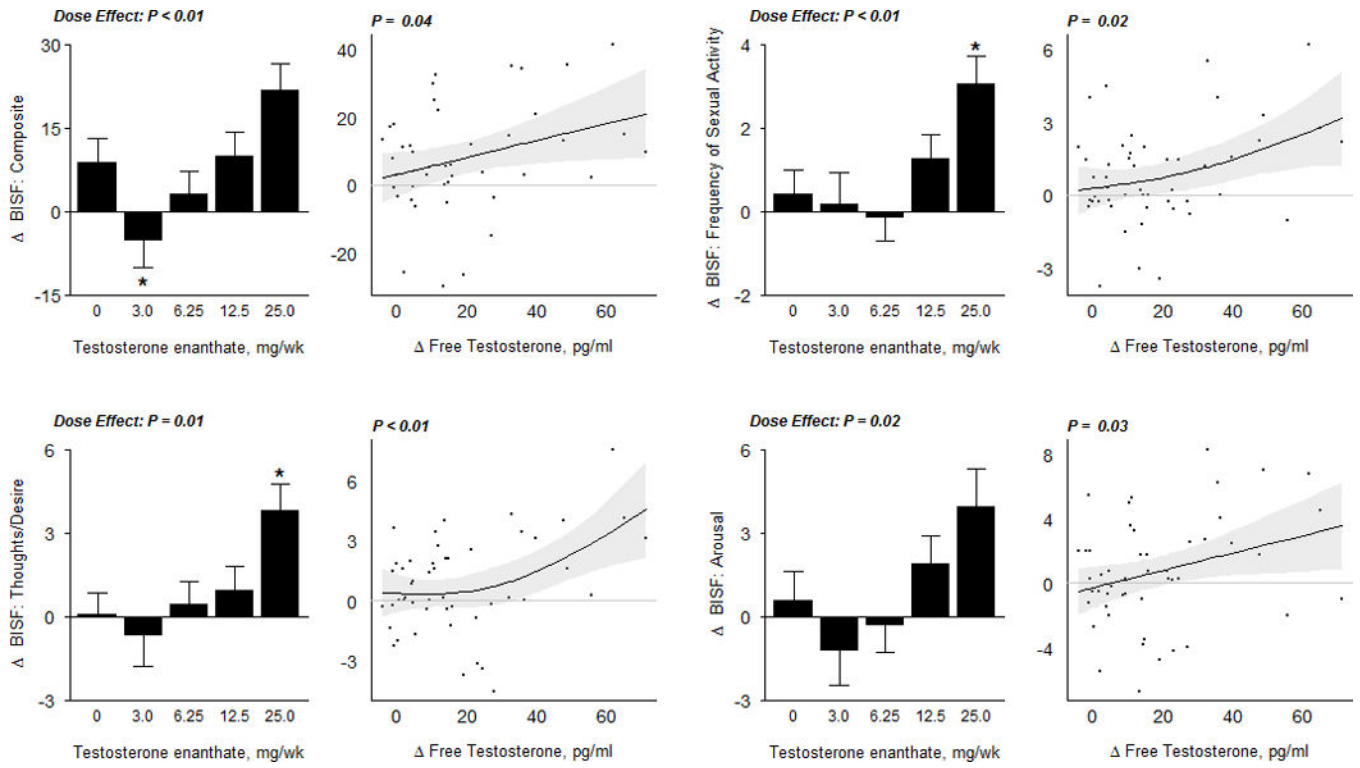 Dose Effect: P < 0.01
Δ BISF: Composite
30
15
0
-15
*
0 3.0 6.25 12.5 25.0
Testosterone enanthate, mg/wk
P = 0.04
40
20
0
-20
0 20 40 60
Δ Free Testosterone, pg/ml
Dose Effect: P < 0.01
Δ BISF: Frequency of Sexual Activity
4
2
0
-2
*
0 3.0 6.25 12.5 25.0
Testosterone enanthate, mg/wk
P = 0.02
6
3
0
-3
0 20 40 60
Δ Free Testosterone, pg/ml
Dose Effect: P = 0.01
Δ BISF: Thoughts/Desire
6
3
0
-3
*
0 3.0 6.25 12.5 25.0
Testosterone enanthate, mg/wk
P < 0.01
6
3
0
-3
0 20 40 60
Δ Free Testosterone, pg/ml
Dose Effect: P = 0.02
Δ BISF: Arousal
6
3
0
-3
0 3.0 6.25 12.5 25.0
Testosterone enanthate, mg/wk
P = 0.03
8
4
0
-4
0 20 40 60
Δ Free Testosterone, pg/ml